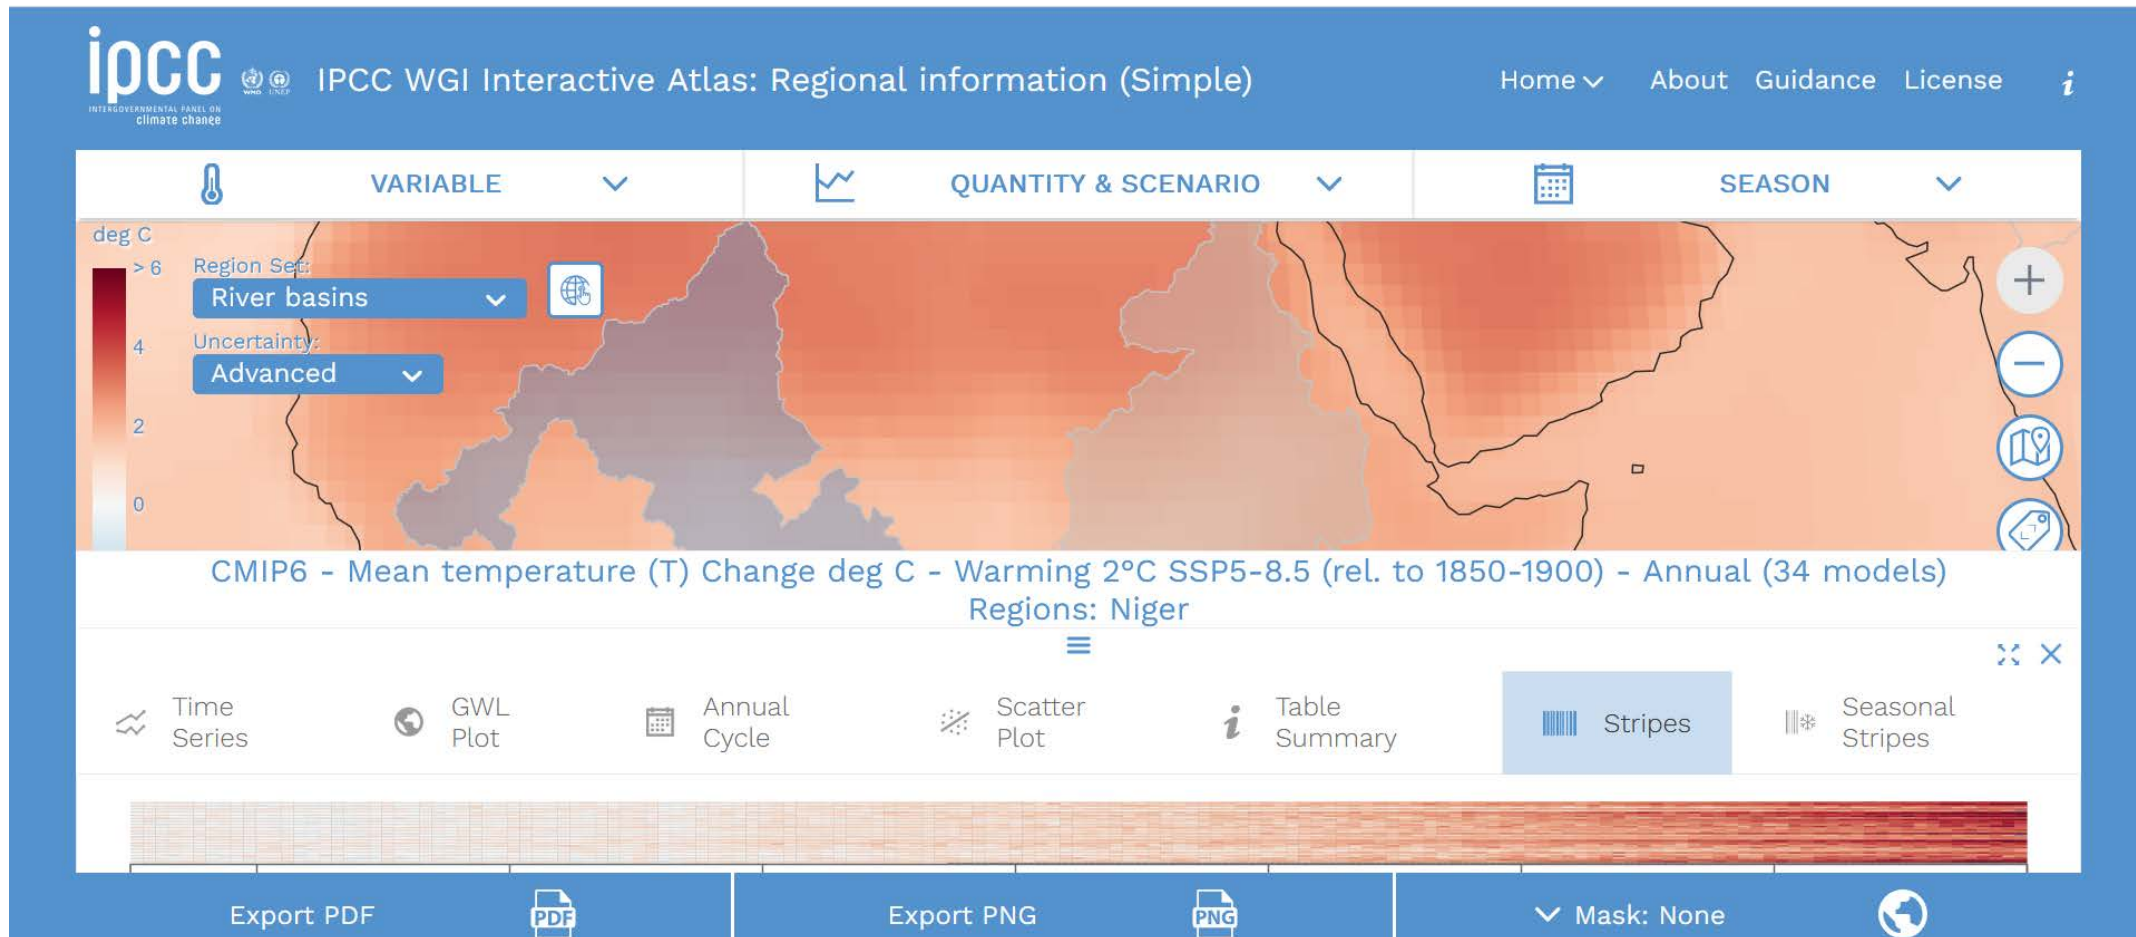 ipcc
INTERGOVERNMENTAL PANEL ON
climate change
WMO UNEP
IPCC WGI Interactive Atlas: Regional information (Simple)
Home About Guidance License i
VARIABLE QUANTITY & SCENARIO SEASON
deg C
> 6
4
2
0
Region Set:
River basins
Uncertainty:
Advanced
CMIP6 - Mean temperature (T) Change deg C - Warming 2°C SSP5-8.5 (rel. to 1850-1900) - Annual (34 models)
Regions: Niger
Time Series
GWL Plot
Annual Cycle
Scatter Plot
Table Summary
Stripes
Seasonal Stripes
Export PDF PDF Export PNG PNG Mask: None